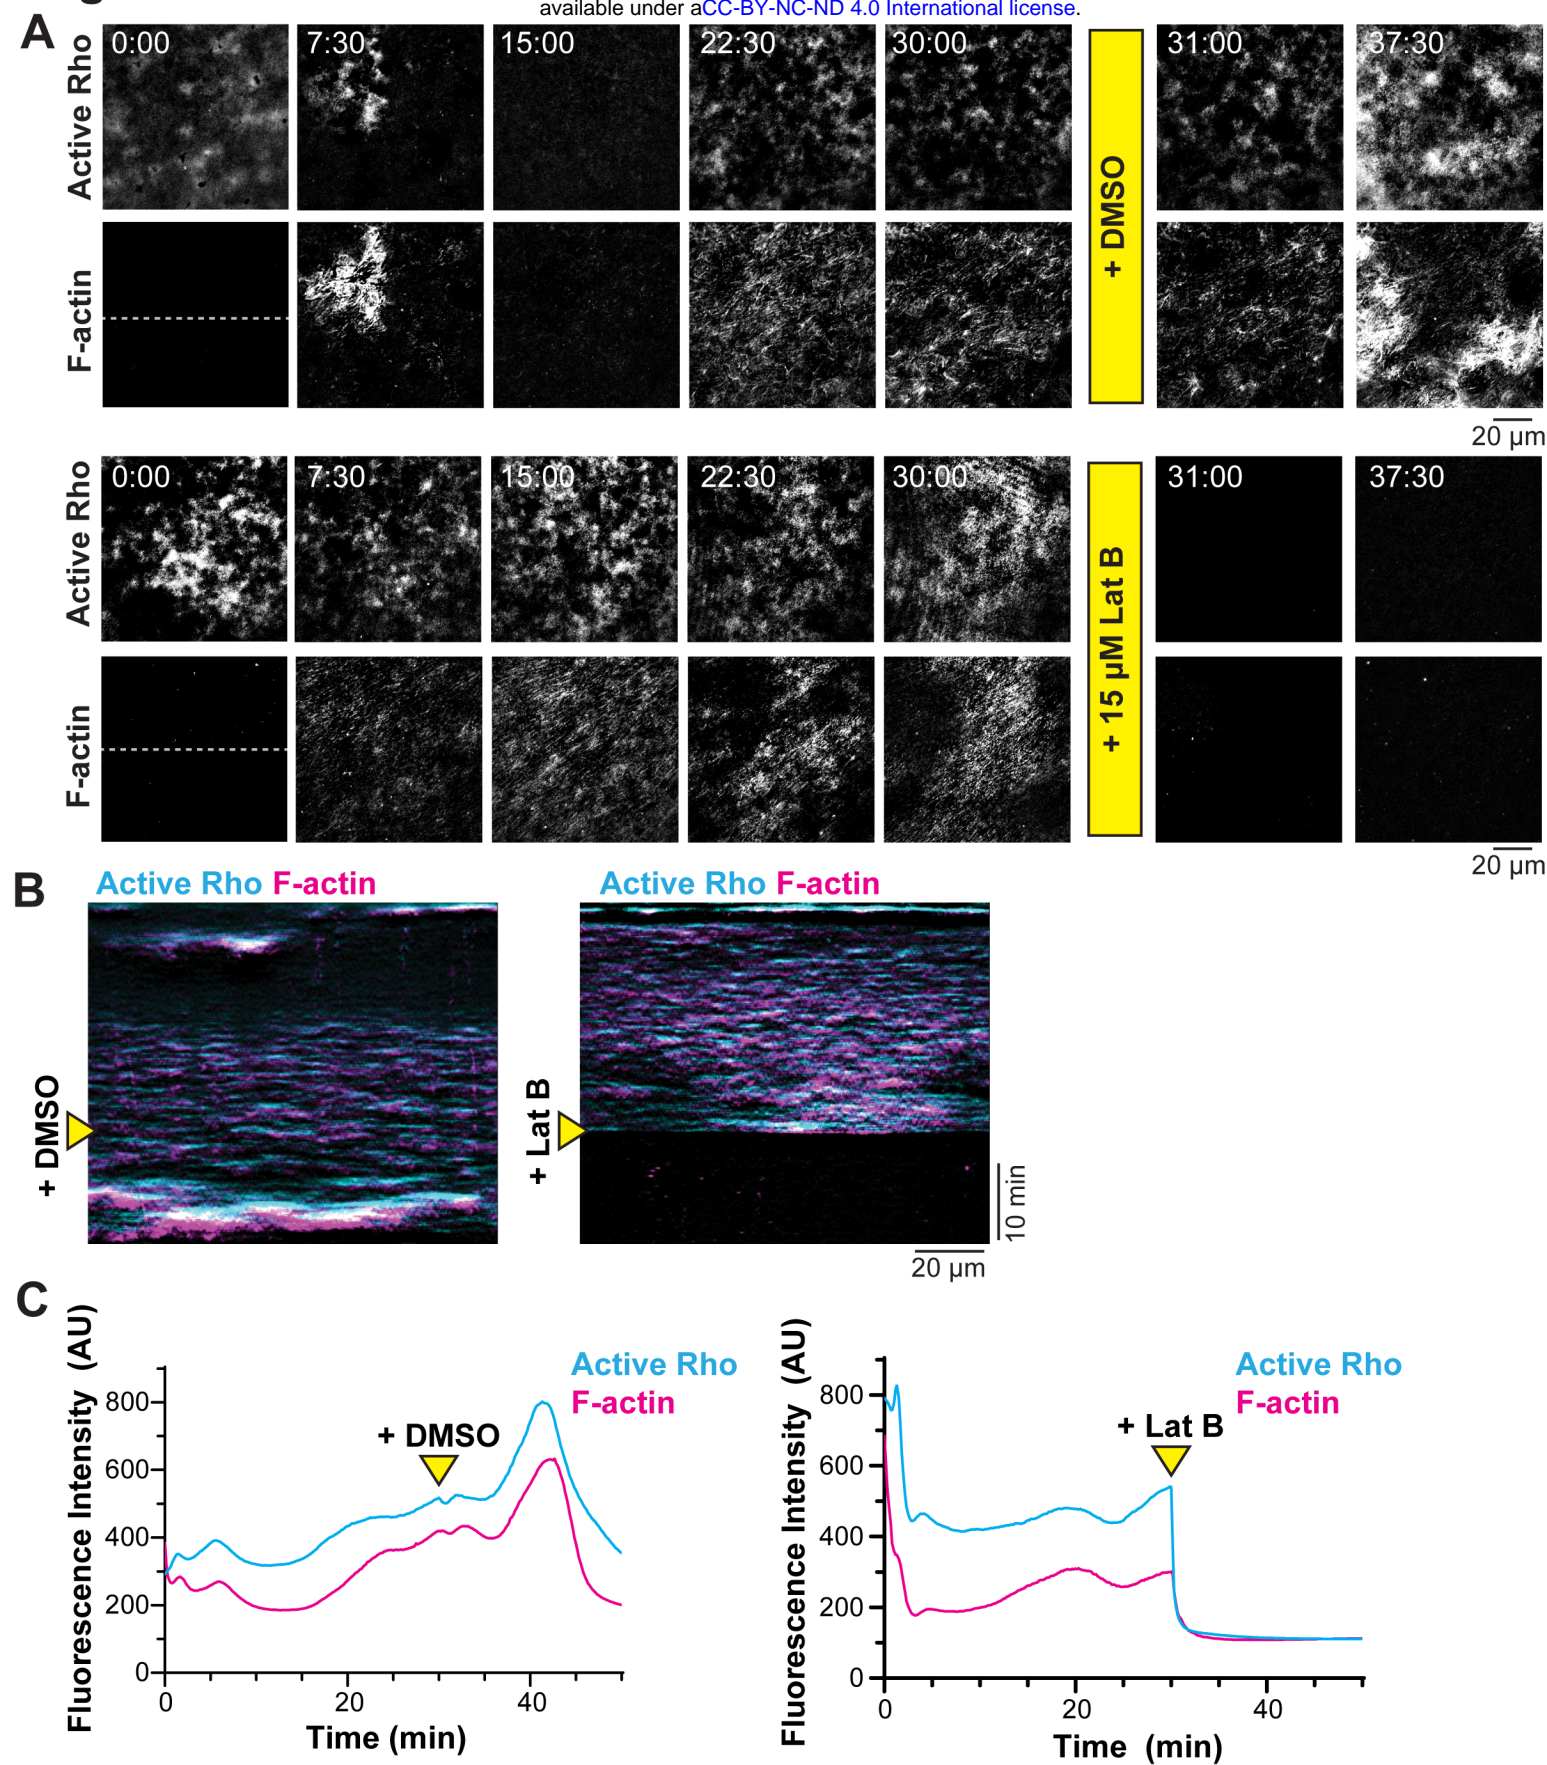 available under aCC-BY-NC-ND 4.0 International license.
A
Active Rho
0:00
7:30
15:00
22:30
30:00
+ DMSO
31:00
37:30
F-actin
20 µm
Active Rho
0:00
7:30
15:00
22:30
30:00
+ 15 µM Lat B
31:00
37:30
F-actin
20 µm
B
Active Rho F-actin
Active Rho F-actin
+ DMSO
+ Lat B
10 min
20 µm
C
Fluorescence Intensity (AU)
800
600
400
200
0
0
20
40
Time (min)
+ DMSO
Active Rho
F-actin
Fluorescence Intensity (AU)
800
600
400
200
0
0
20
40
Time (min)
+ Lat B
Active Rho
F-actin